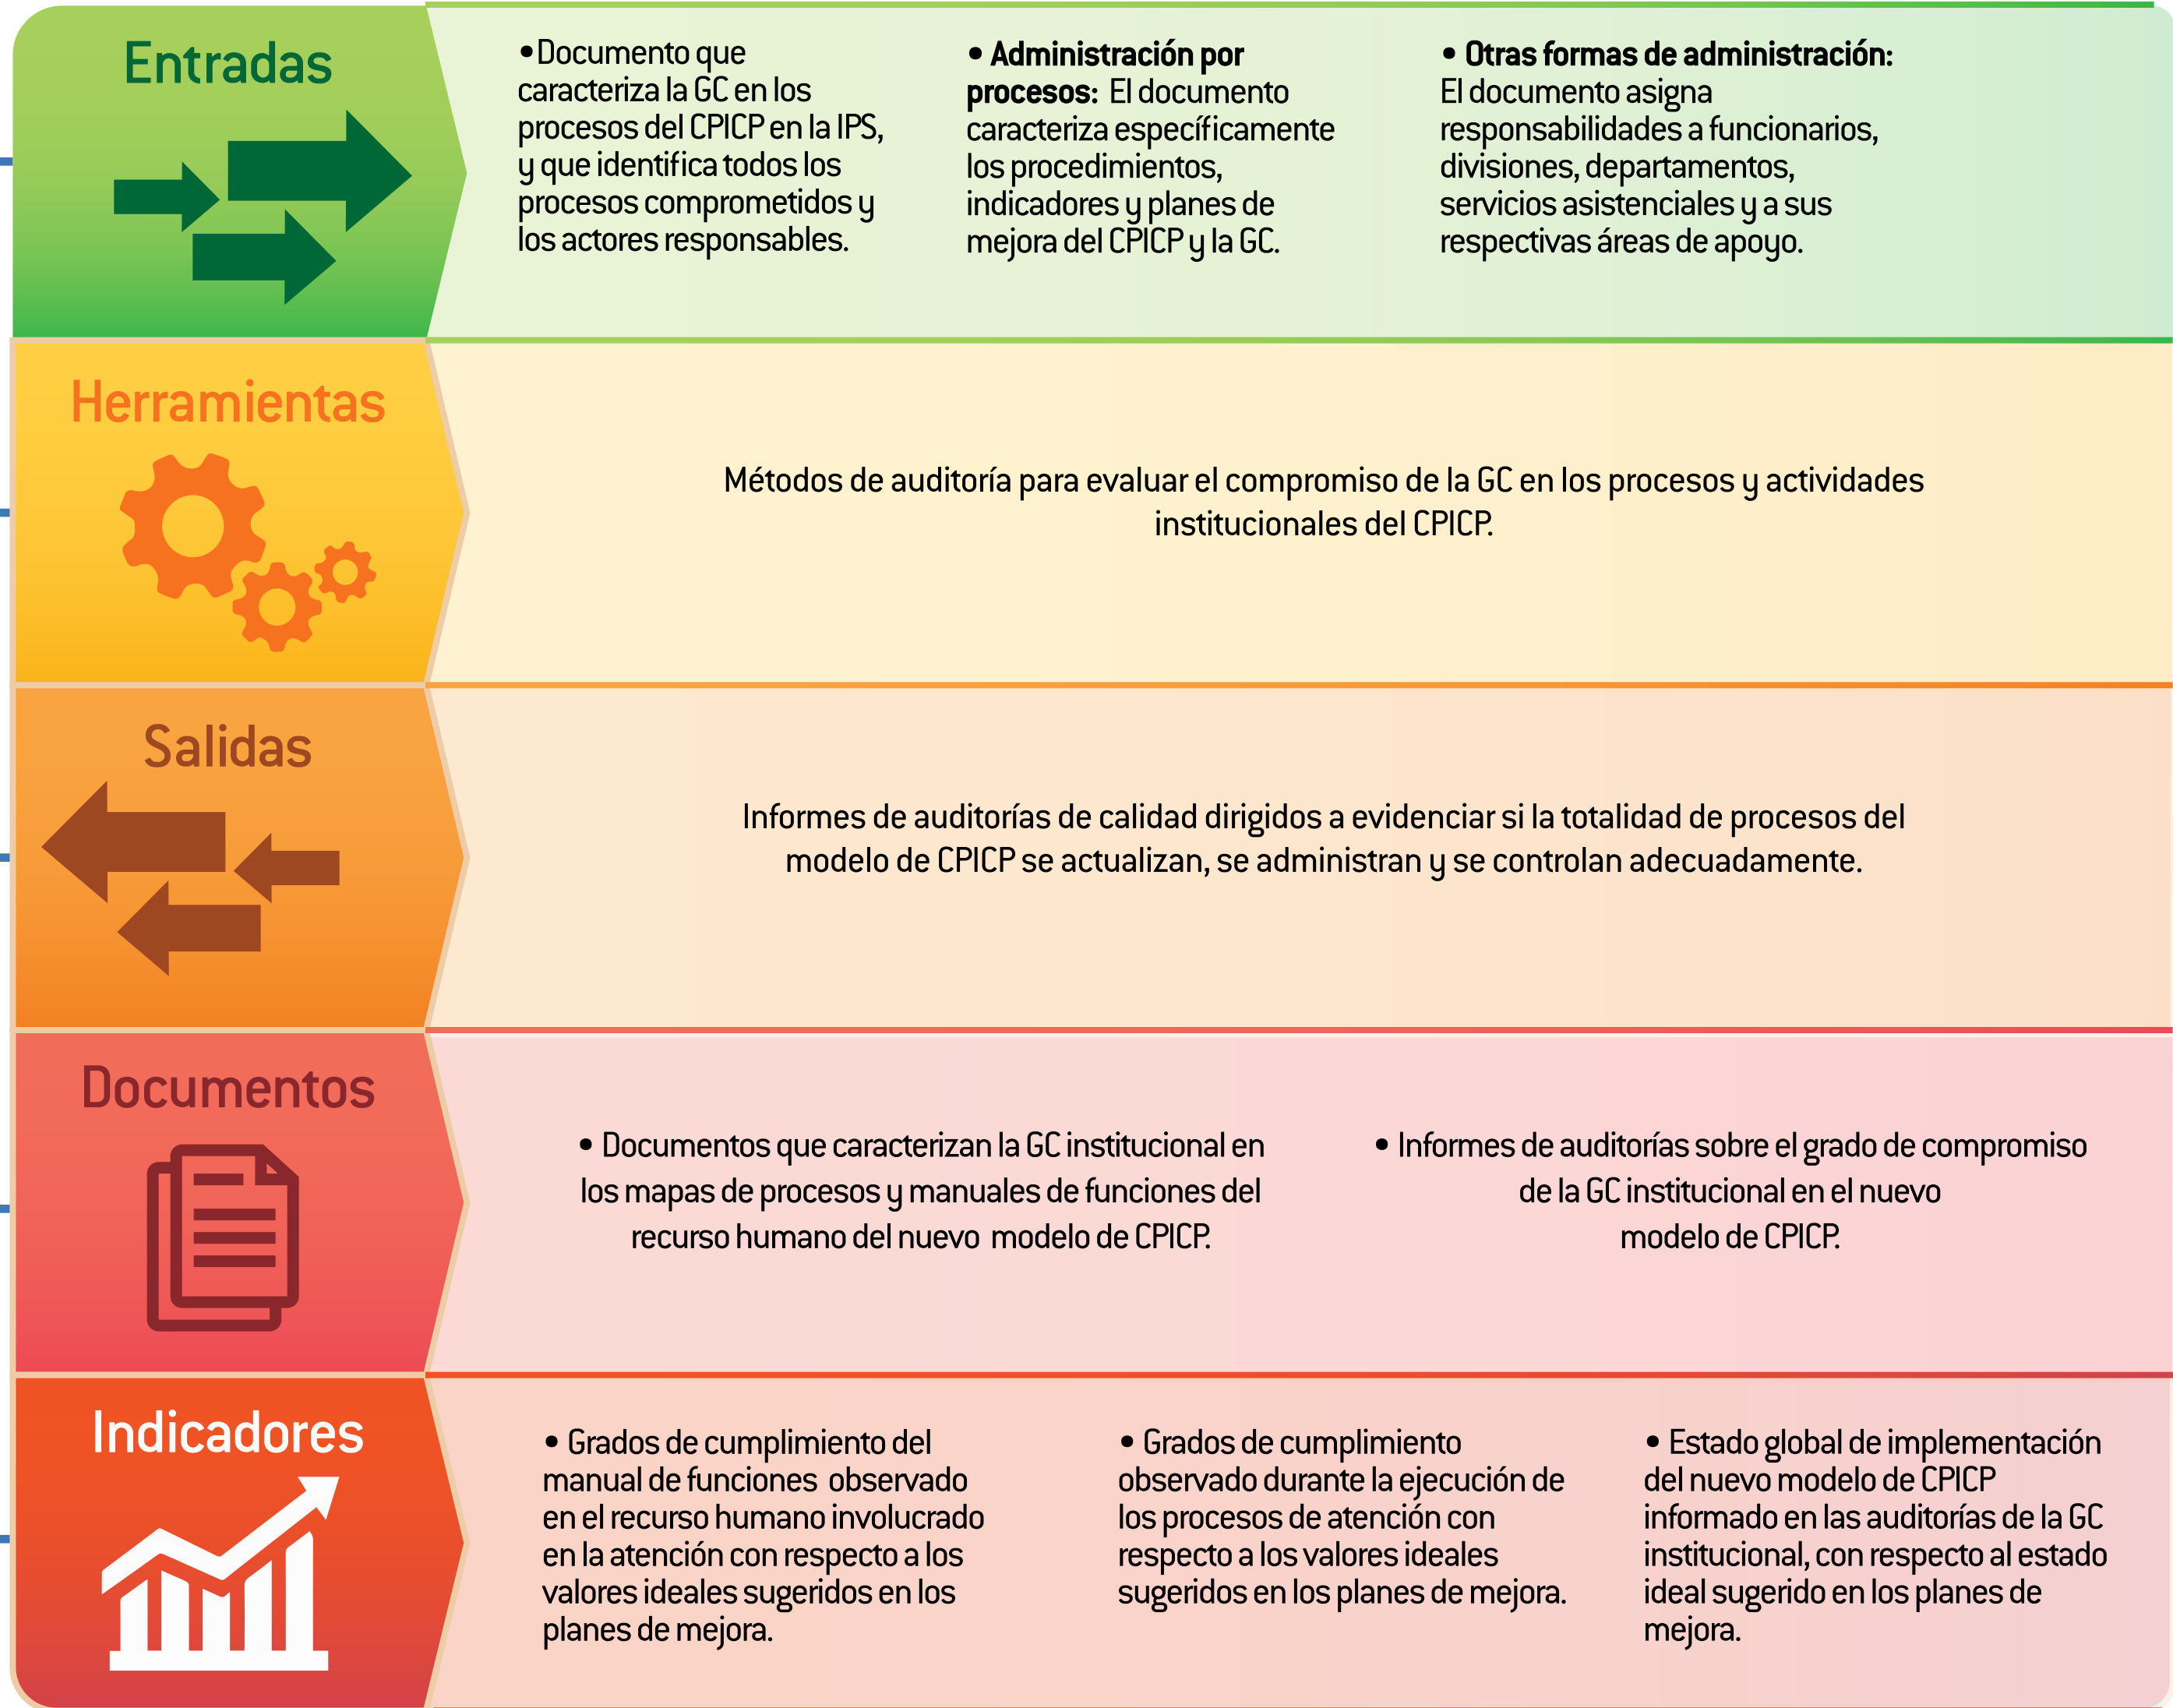 Entradas
•Documento que
caracteriza la GC en los
procesos del CPICP en la IPS,
y que identifica todos los
procesos comprometidos y
los actores responsables.
• Administración por
procesos: El documento
caracteriza específicamente
los procedimientos,
indicadores y planes de
mejora del CPICP y la GC.
• Otras formas de administración:
El documento asigna
responsabilidades a funcionarios,
divisiones, departamentos,
servicios asistenciales y a sus
respectivas áreas de apoyo.
Herramientas
Métodos de auditoría para evaluar el compromiso de la GC en los procesos y actividades
institucionales del CPICP.
Salidas
Informes de auditorías de calidad dirigidos a evidenciar si la totalidad de procesos del
modelo de CPICP se actualizan, se administran y se controlan adecuadamente.
Documentos
• Documentos que caracterizan la GC institucional en
los mapas de procesos y manuales de funciones del
recurso humano del nuevo modelo de CPICP.
• Informes de auditorías sobre el grado de compromiso
de la GC institucional en el nuevo
modelo de CPICP.
Indicadores
• Grados de cumplimiento del
manual de funciones observado
en el recurso humano involucrado
en la atención con respecto a los
valores ideales sugeridos en los
planes de mejora.
• Grados de cumplimiento
observado durante la ejecución de
los procesos de atención con
respecto a los valores ideales
sugeridos en los planes de mejora.
• Estado global de implementación
del nuevo modelo de CPICP
informado en las auditorías de la GC
institucional, con respecto al estado
ideal sugerido en los planes de
mejora.